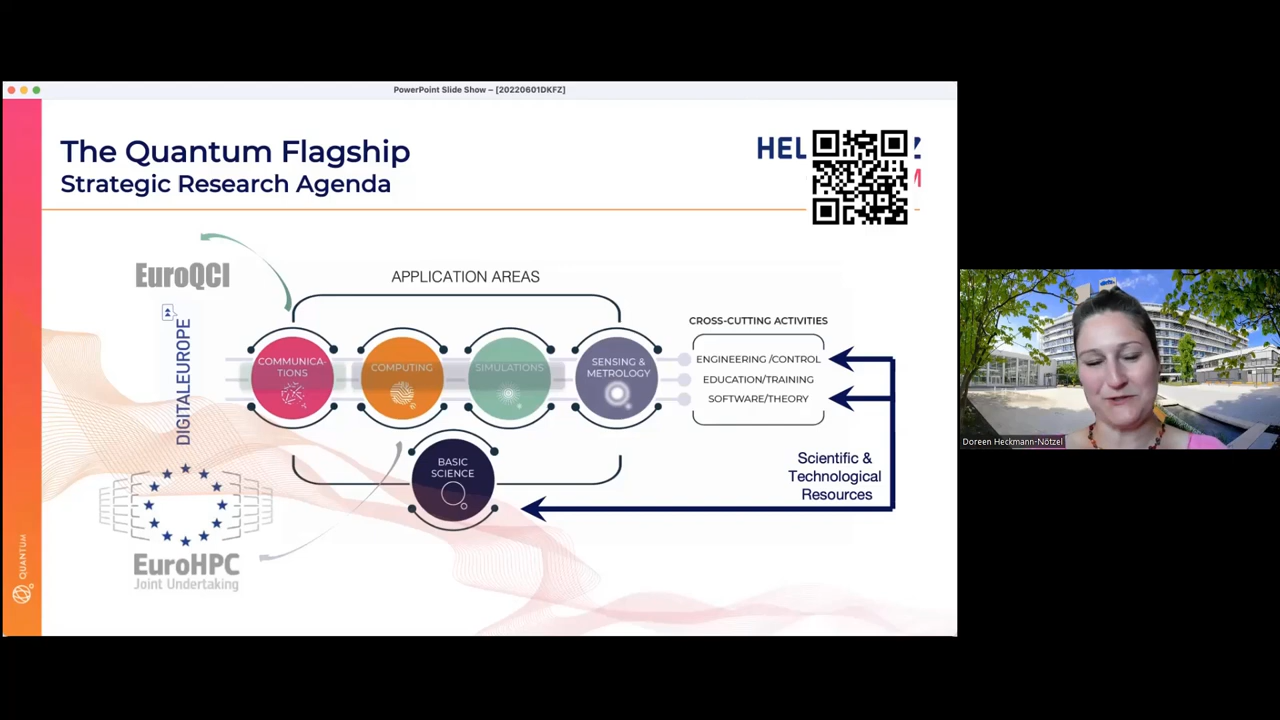 PowerPoint Slide Show – [20220601DKFZ]
The Quantum Flagship
Strategic Research Agenda
HEL
Z
M
EuroQCI
DIGITALEUROPE
EuroHPC
Joint Undertaking
APPLICATION AREAS
COMMUNICA-
TIONS
COMPUTING
SIMULATIONS
SENSING &
METROLOGY
BASIC
SCIENCE
CROSS-CUTTING ACTIVITIES
ENGINEERING /CONTROL
EDUCATION/TRAINING
SOFTWARE/THEORY
Scientific &
Technological
Resources
QUANTUM
Doreen Heckmann-Nötzel